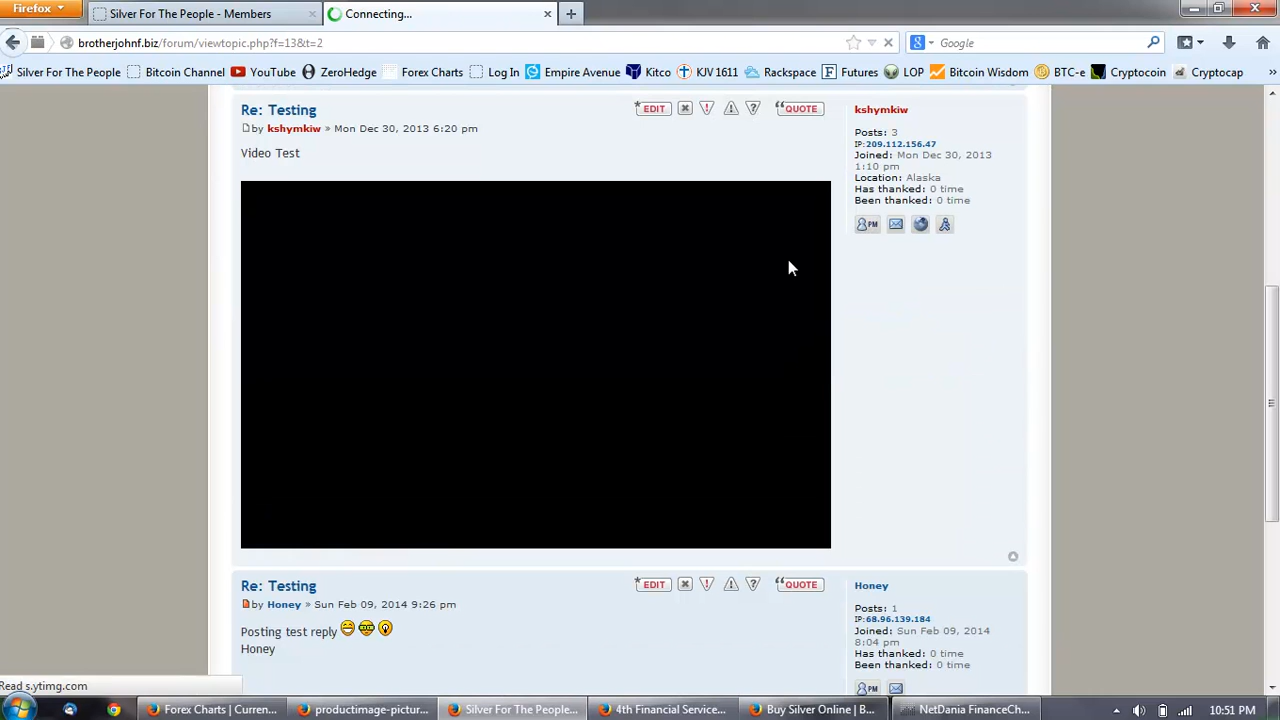 Firefox
Silver For The People - Members
Connecting...
brotherjohnf.biz/forum/viewtopic.php?f=13&t=2
Google
Silver For The People Bitcoin Channel YouTube ZeroHedge Forex Charts Log In Empire Avenue Kitco KJV 1611 Rackspace Futures LOP Bitcoin Wisdom BTC-e Cryptocoin Cryptocap »
Re: Testing
EDIT
QUOTE
by kshymkiw » Mon Dec 30, 2013 6:20 pm
Video Test
kshymkiw
Posts: 3
IP:209.112.156.47
Joined: Mon Dec 30, 2013
1:10 pm
Location: Alaska
Has thanked: 0 time
Been thanked: 0 time
PM
Re: Testing
EDIT
QUOTE
by Honey » Sun Feb 09, 2014 9:26 pm
Posting test reply
Honey
Honey
Posts: 1
IP:68.96.139.184
Joined: Sun Feb 09, 2014
8:04 pm
Has thanked: 0 time
Been thanked: 0 time
PM
Read s.ytimg.com
Forex Charts | Curren...
productimage-pictur...
Silver For The People...
4th Financial Service...
Buy Silver Online | B...
NetDania FinanceCh...
10:51 PM